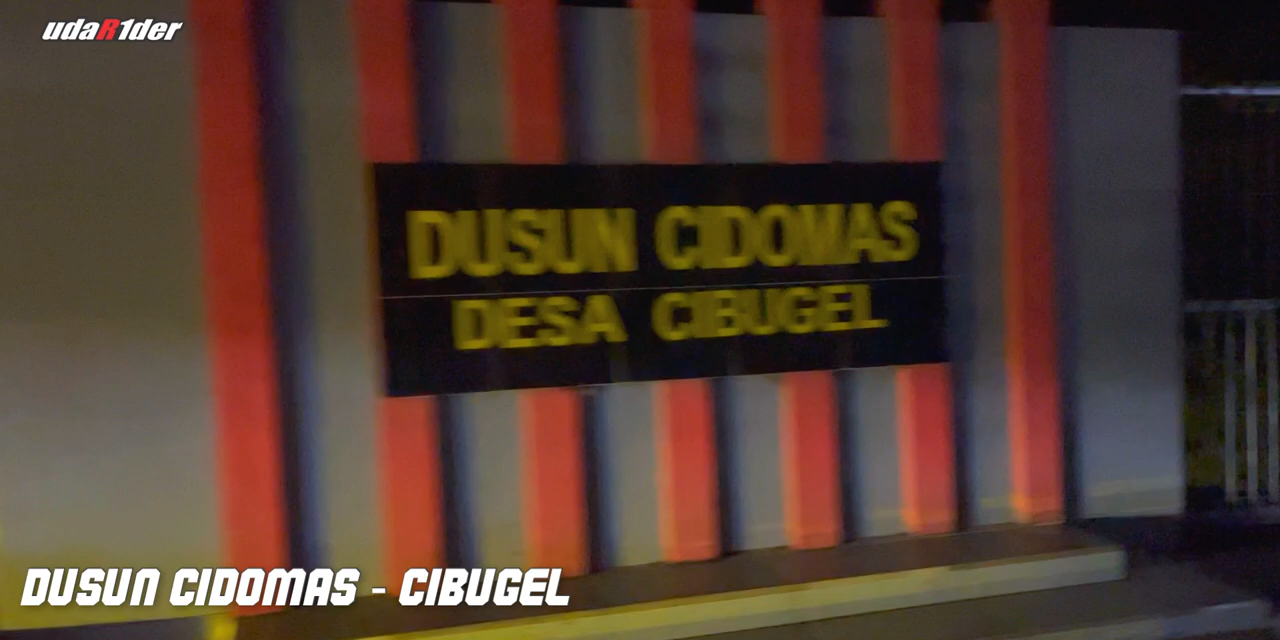 udaR1der
DUSUN CIDOMAS
DESA CIBUGEL
DUSUN CIDOMAS - CIBUGEL